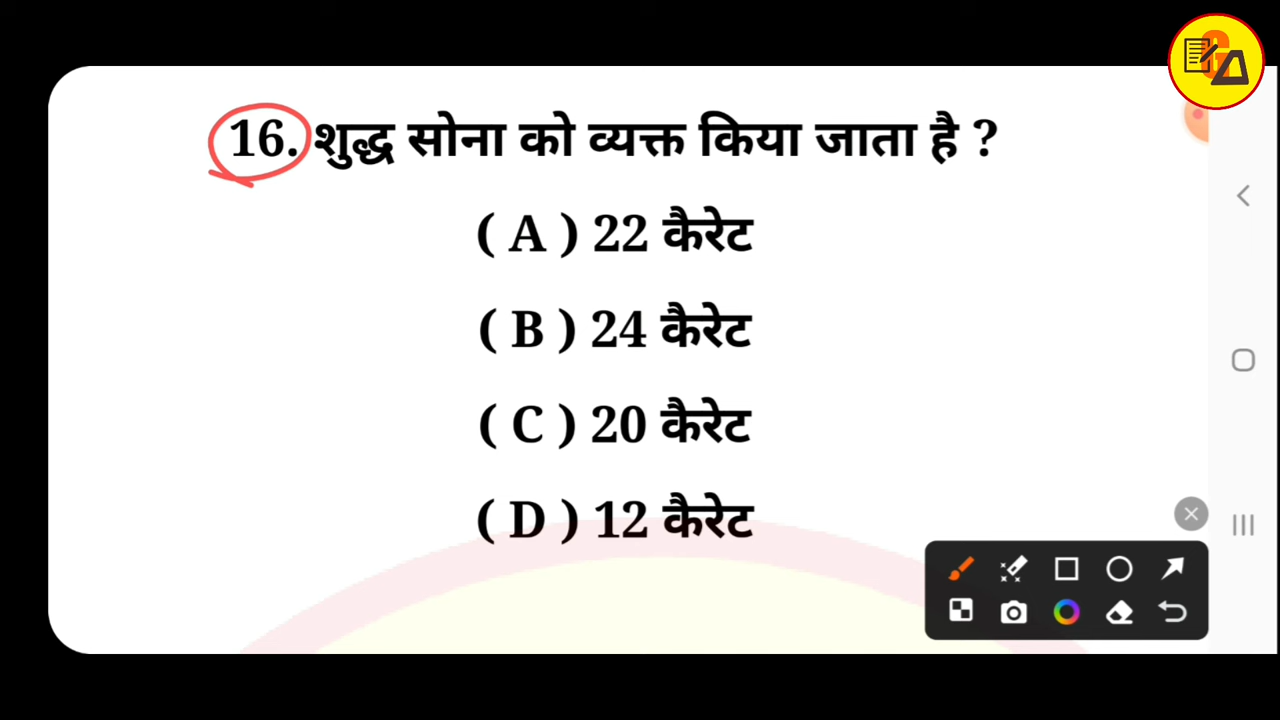 16. शुद्ध सोना को व्यक्त किया जाता है ?
( A ) 22 कैरेट
( B ) 24 कैरेट
( C ) 20 कैरेट
( D ) 12 कैरेट